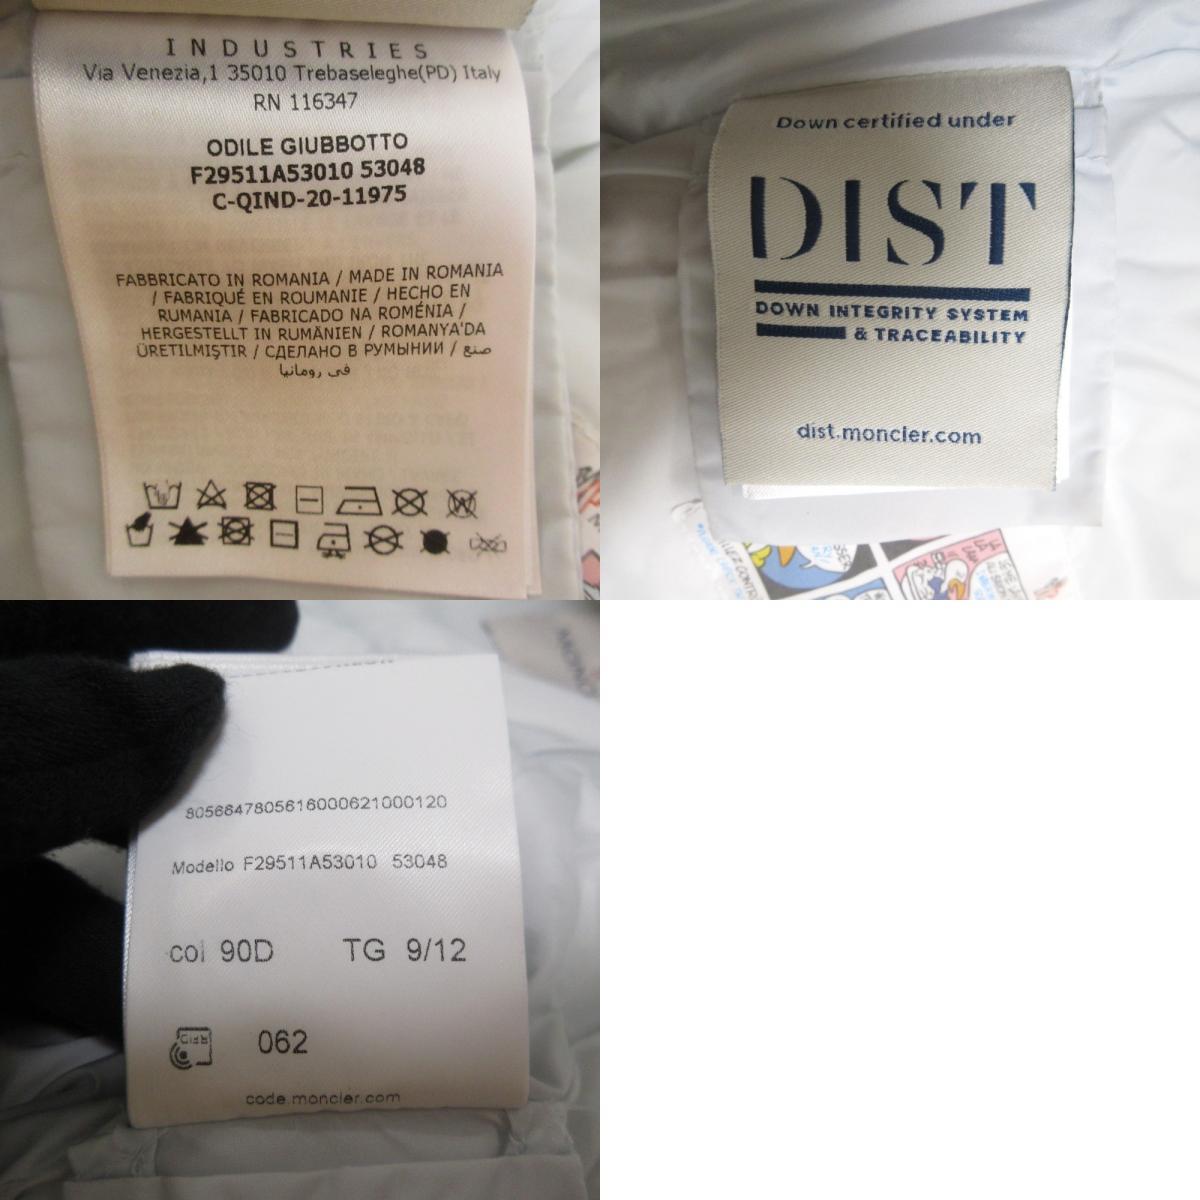 INDUSTRIES
Via Venezia,1 35010 Trebaseleghe(PD) Italy
RN 116347
ODILE GIUBBOTTO
F29511A53010 53048
C-QIND-20-11975
FABBRICATO IN ROMANIA / MADE IN ROMANIA
/ FABRIQUÉ EN ROUMANIE / HECHO EN
RUMANIA / FABRICADO NA ROMÉNIA /
HERGESTELLT IN RUMÄNIEN / ROMANYA'DA
ÜRETILMIŞTIR / СДЕЛАНО В РУМЫНИИ / صنع
في رومانيا
Down certified under
DIST
DOWN INTEGRITY SYSTEM
& TRACEABILITY
dist.moncler.com
8056847805616000621000120
Modello F29511A53010 53048
col 90D TG 9/12
062
code.moncler.com